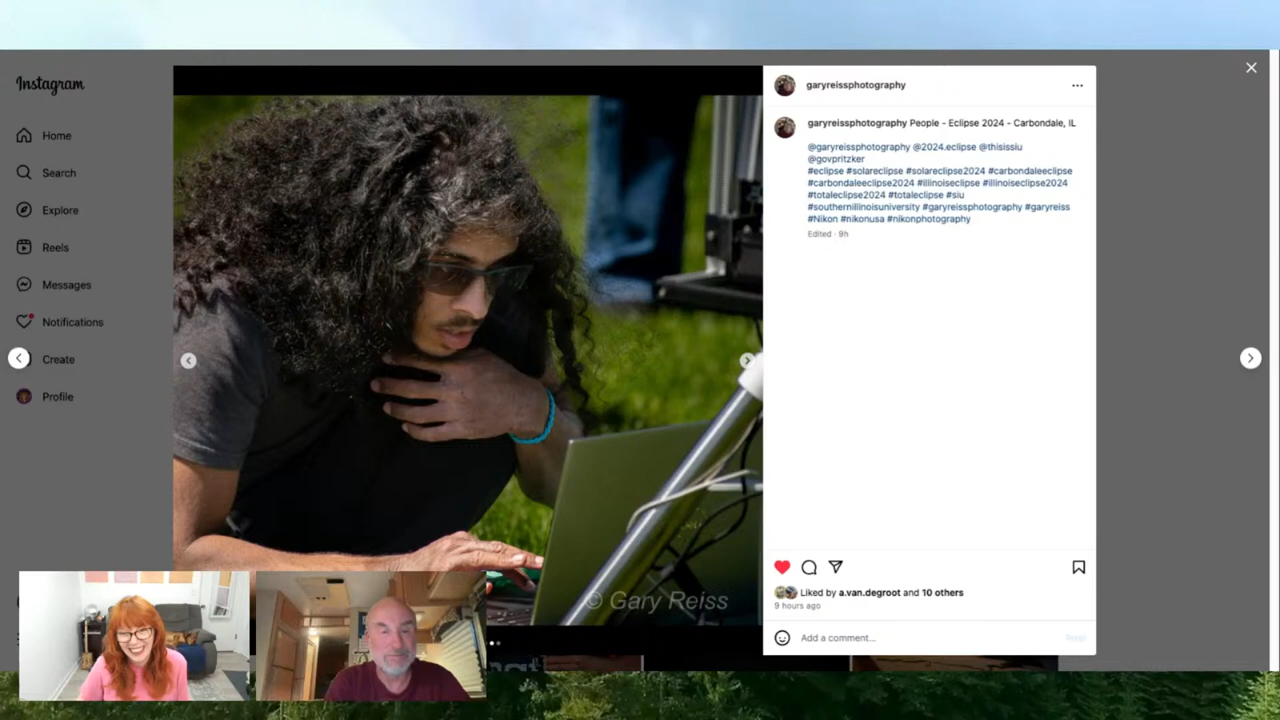 Instagram
Home
Search
Explore
Reels
Messages
Notifications
Create
Profile
© Gary Reiss
garyreissphotography
garyreissphotography People - Eclipse 2024 - Carbondale, IL
@garyreissphotography @2024.eclipse @thisissiu
@govpritzker
#eclipse #solareclipse #solareclipse2024 #carbondaleeclipse
#carbondaleeclipse2024 #illinoiseclipse #illinoiseclipse2024
#totaleclipse2024 #totaleclipse #siu
#southernillinoisuniversity #garyreissphotography #garyreiss
#Nikon #nikonusa #nikonphotography
Edited · 9h
Liked by a.van.degroot and 10 others
9 hours ago
Add a comment...
Post